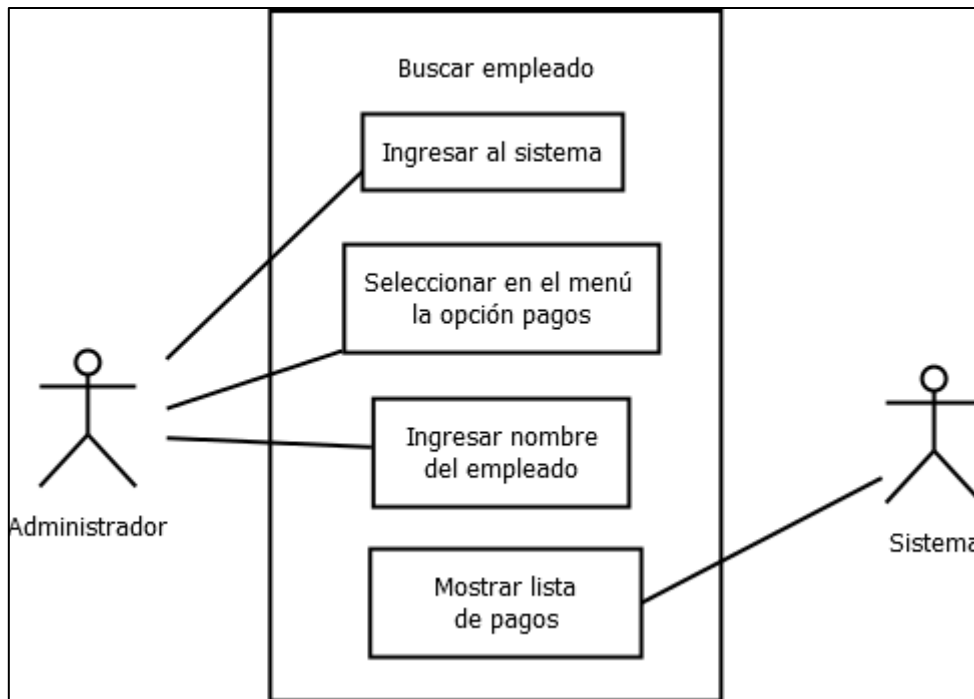 Buscar empleado
Ingresar al sistema
Seleccionar en el menú
la opción pagos
Ingresar nombre
del empleado
Administrador
Mostrar lista
de pagos
Sistema